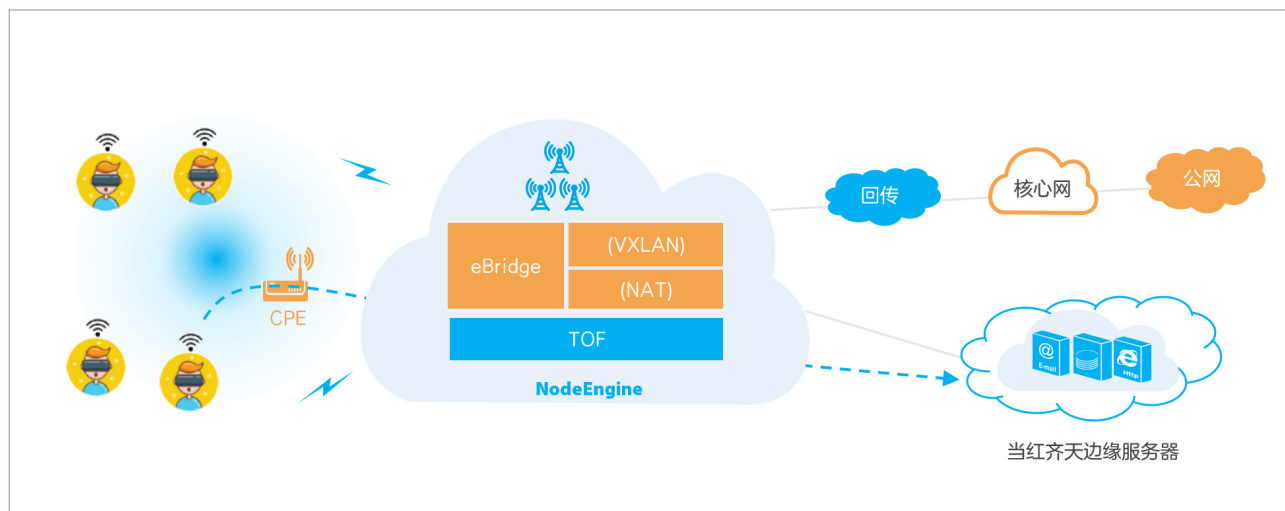 CPE
eBridge
(VXLAN)
(NAT)
TOF
NodeEngine
回传
核心网
公网
@
E-mail
Http
当红齐天边缘服务器